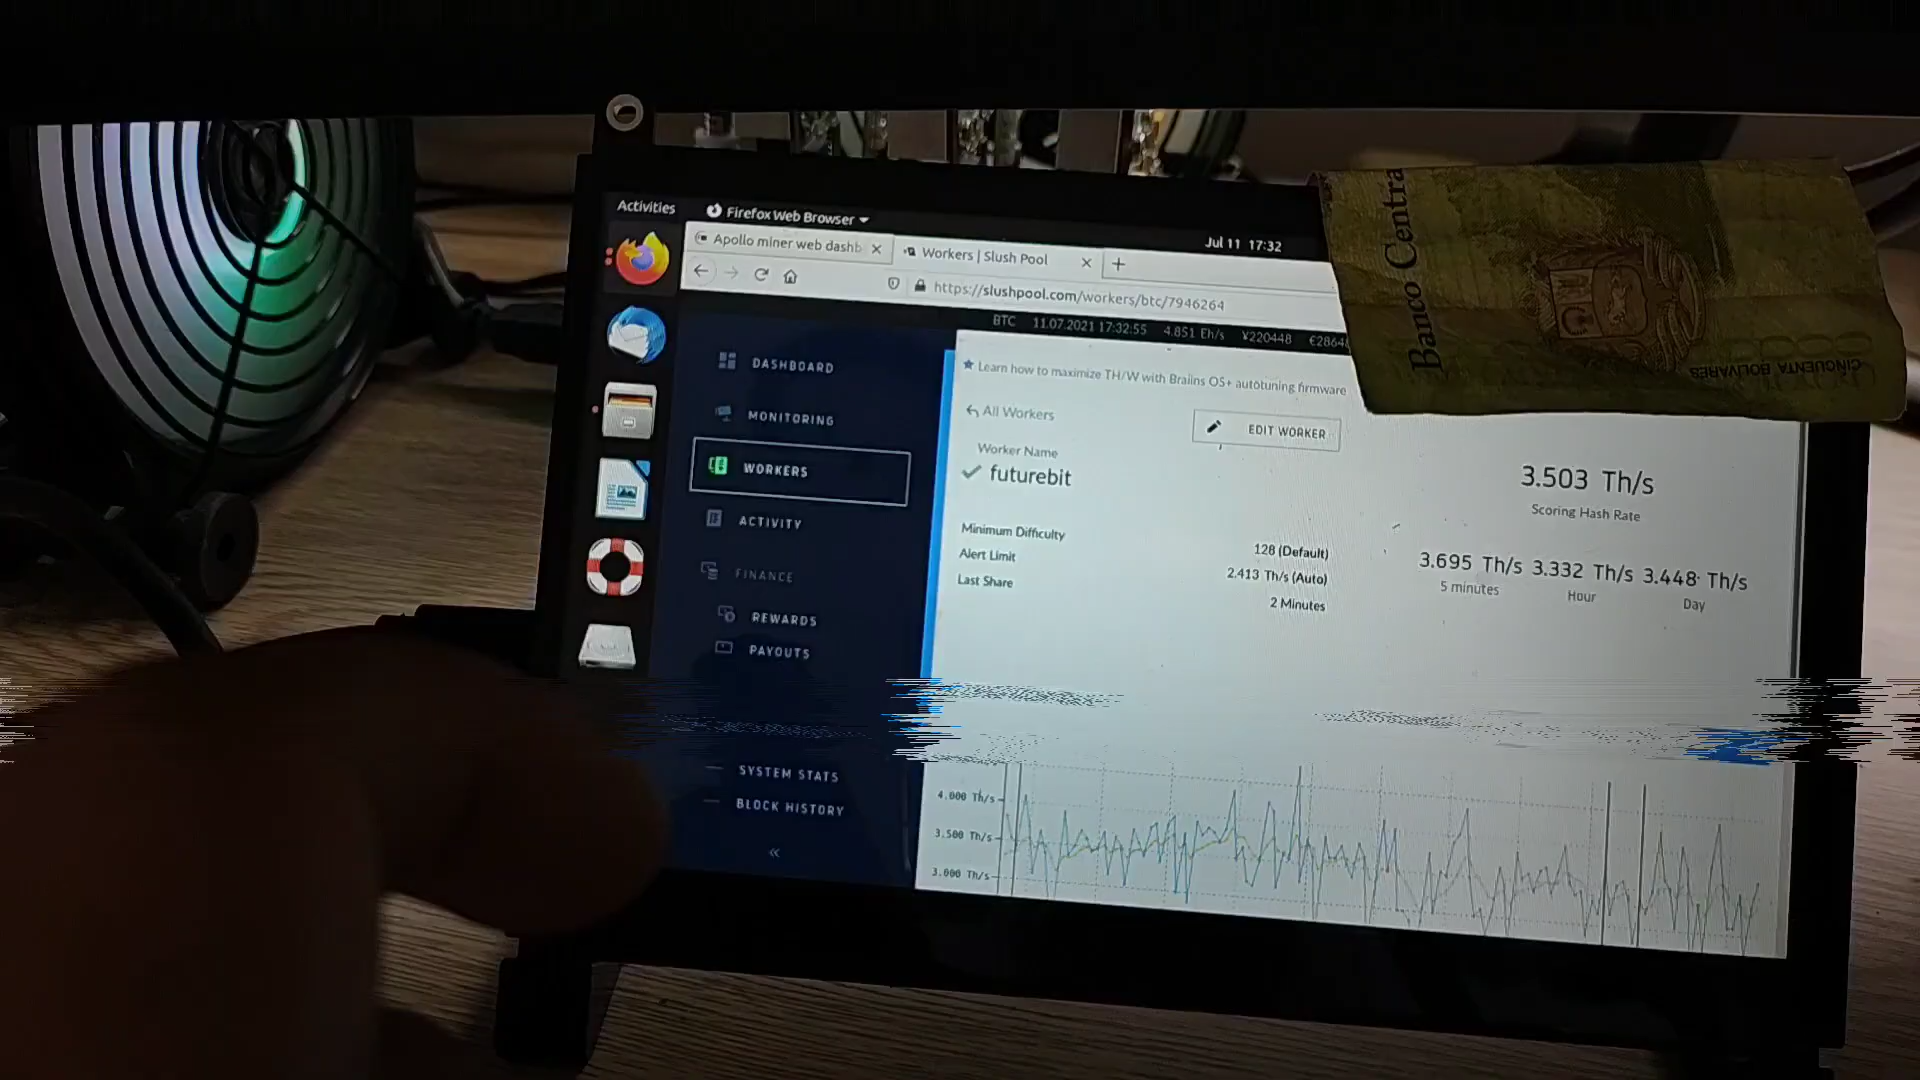 Activities
Firefox Web Browser
Jul 11 17:32
Apollo miner web dashb
Workers | Slush Pool
https://slushpool.com/workers/btc/7946264
BTC 11.07.2021 17:32:55 4.851 Eh/s ¥220448 €2864
Learn how to maximize TH/W with Braiins OS+ autotuning firmware
All Workers
EDIT WORKER
Worker Name
futurebit
Minimum Difficulty 128 (Default)
Alert Limit 2.413 Th/s (Auto)
Last Share 2 Minutes
3.503 Th/s
Scoring Hash Rate
3.695 Th/s 3.332 Th/s 3.448 Th/s
5 minutes Hour Day
DASHBOARD
MONITORING
WORKERS
ACTIVITY
FINANCE
REWARDS
PAYOUTS
SYSTEM STATS
BLOCK HISTORY
«
4.000 Th/s
3.500 Th/s
3.000 Th/s
Banco Centra
CINCUENTA BOLÍVARES